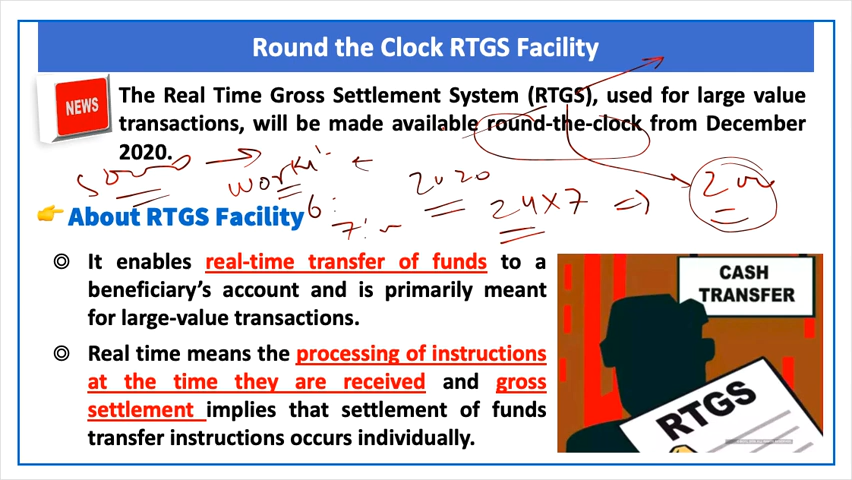 Round the Clock RTGS Facility
NEWS
The Real Time Gross Settlement System (RTGS), used for large value
transactions, will be made available round-the-clock from December
2020.
2020
24x7
About RTGS Facility
It enables real-time transfer of funds to a
beneficiary's account and is primarily meant
for large-value transactions.
Real time means the processing of instructions
at the time they are received and gross
settlement implies that settlement of funds
transfer instructions occurs individually.
CASH
TRANSFER
RTGS